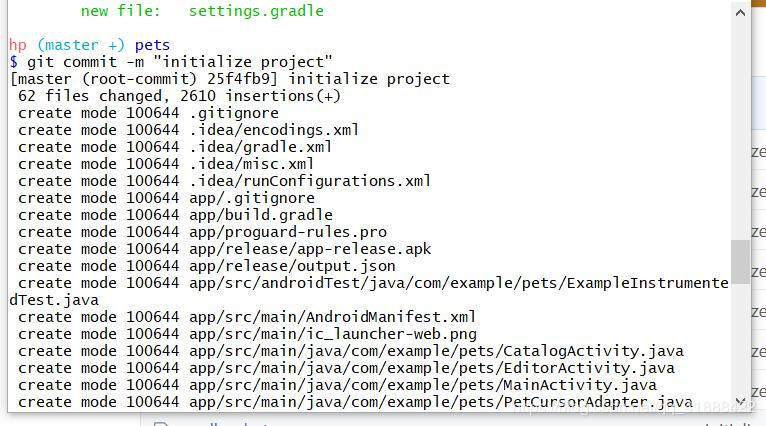 new file:   settings.gradle
hp (master +) pets
$ git commit -m "initialize project"
[master (root-commit) 25f4fb9] initialize project
 62 files changed, 2610 insertions(+)
 create mode 100644 .gitignore
 create mode 100644 .idea/encodings.xml
 create mode 100644 .idea/gradle.xml
 create mode 100644 .idea/misc.xml
 create mode 100644 .idea/runConfigurations.xml
 create mode 100644 app/.gitignore
 create mode 100644 app/build.gradle
 create mode 100644 app/proguard-rules.pro
 create mode 100644 app/release/app-release.apk
 create mode 100644 app/release/output.json
 create mode 100644 app/src/androidTest/java/com/example/pets/ExampleInstrumente
dTest.java
 create mode 100644 app/src/main/AndroidManifest.xml
 create mode 100644 app/src/main/ic_launcher-web.png
 create mode 100644 app/src/main/java/com/example/pets/CatalogActivity.java
 create mode 100644 app/src/main/java/com/example/pets/EditorActivity.java
 create mode 100644 app/src/main/java/com/example/pets/MainActivity.java
 create mode 100644 app/src/main/java/com/example/pets/PetCursorAdapter.java